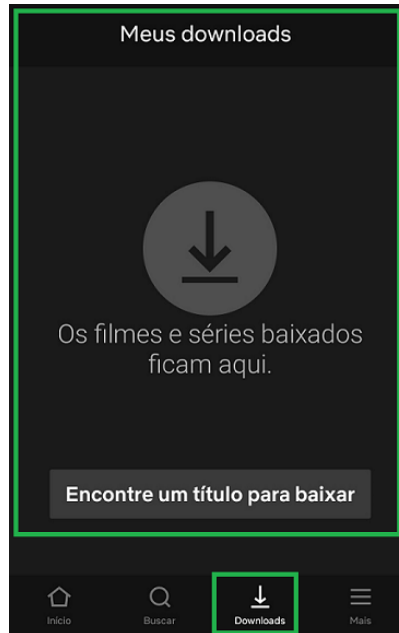 Meus downloads
Os filmes e séries baixados
ficam aqui.
Encontre um título para baixar
Início
Buscar
Downloads
Mais